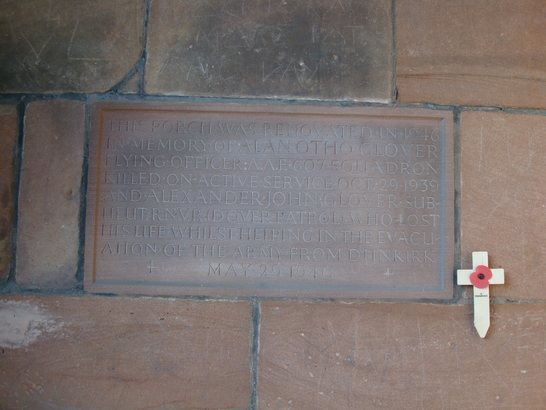 THIS PORCH WAS RENOVATED IN 19
IN MEMORY OF ALAN OTHO GLOVER
FLYING OFFICER: A.A.F. 607 SQUADRON
KILLED ON ACTIVE SERVICE OCT. 29. 1939
AND ALEXANDER JOHN GLOVER SUB-
LIEUT: R.N.V.R. DOVER PATROL WHO LOST
HIS LIFE WHILST HELPING IN THE EVACU-
ATION OF THE ARMY FROM DUNKIRK
MAY 29 1940